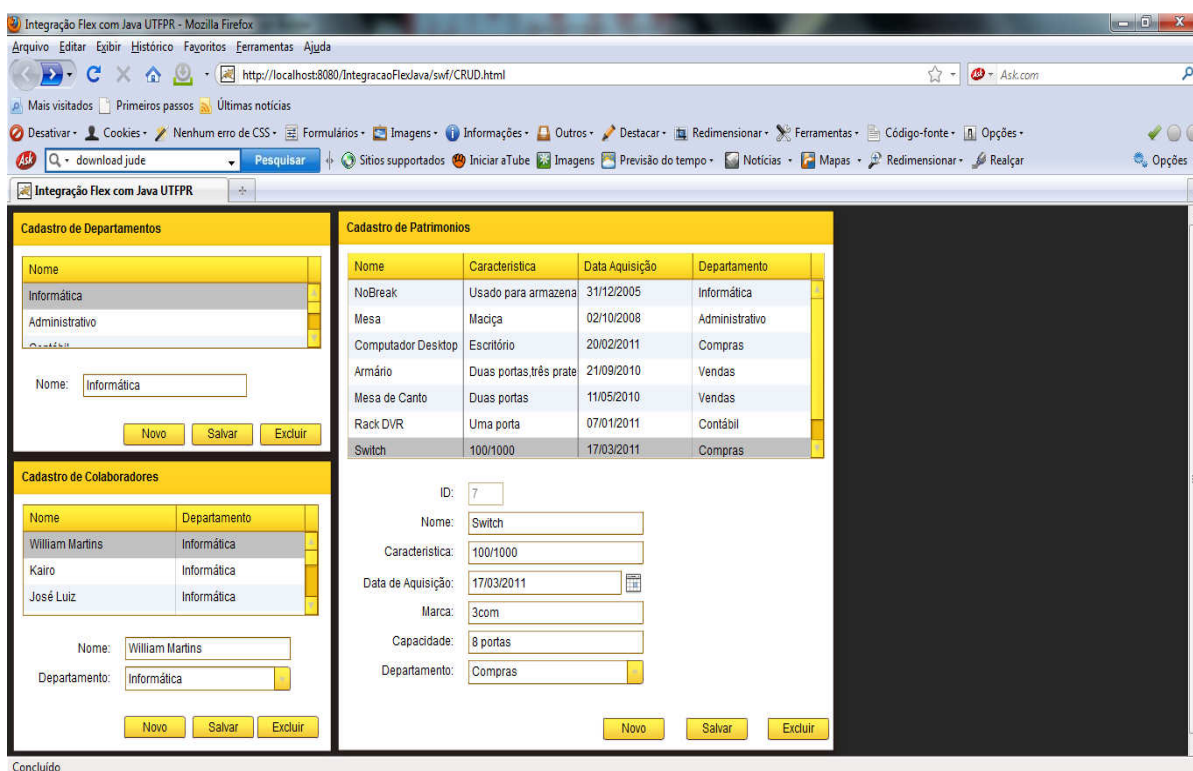 Integração Flex com Java UTFPR - Mozilla Firefox
Arquivo Editar Exibir Histórico Favoritos Ferramentas Ajuda
http://localhost:8080/IntegracaoFlexJava/swf/CRUD.html
Ask.com
Mais visitados Primeiros passos Últimas notícias
Desativar Cookies Nenhum erro de CSS Formulários Imagens Informações Outros Destacar Redimensionar Ferramentas Código-fonte Opções
Ask download jude Pesquisar Sitios supportados Iniciar aTube Imagens Previsão do tempo Notícias Mapas Redimensionar Realçar Opções
Integração Flex com Java UTFPR
Cadastro de Departamentos
Nome
Informática
Administrativo
Contábil
Nome: Informática
Novo Salvar Excluir
Cadastro de Colaboradores
Nome Departamento
William Martins Informática
Kairo Informática
José Luiz Informática
Nome: William Martins
Departamento: Informática
Novo Salvar Excluir
Cadastro de Patrimonios
Nome Caracteristica Data Aquisição Departamento
NoBreak Usado para armazena 31/12/2005 Informática
Mesa Maciça 02/10/2008 Administrativo
Computador Desktop Escritório 20/02/2011 Compras
Armário Duas portas,três prate 21/09/2010 Vendas
Mesa de Canto Duas portas 11/05/2010 Vendas
Rack DVR Uma porta 07/01/2011 Contábil
Switch 100/1000 17/03/2011 Compras
ID: 7
Nome: Switch
Caracteristica: 100/1000
Data de Aquisição: 17/03/2011
Marca: 3com
Capacidade: 8 portas
Departamento: Compras
Novo Salvar Excluir
Concluído